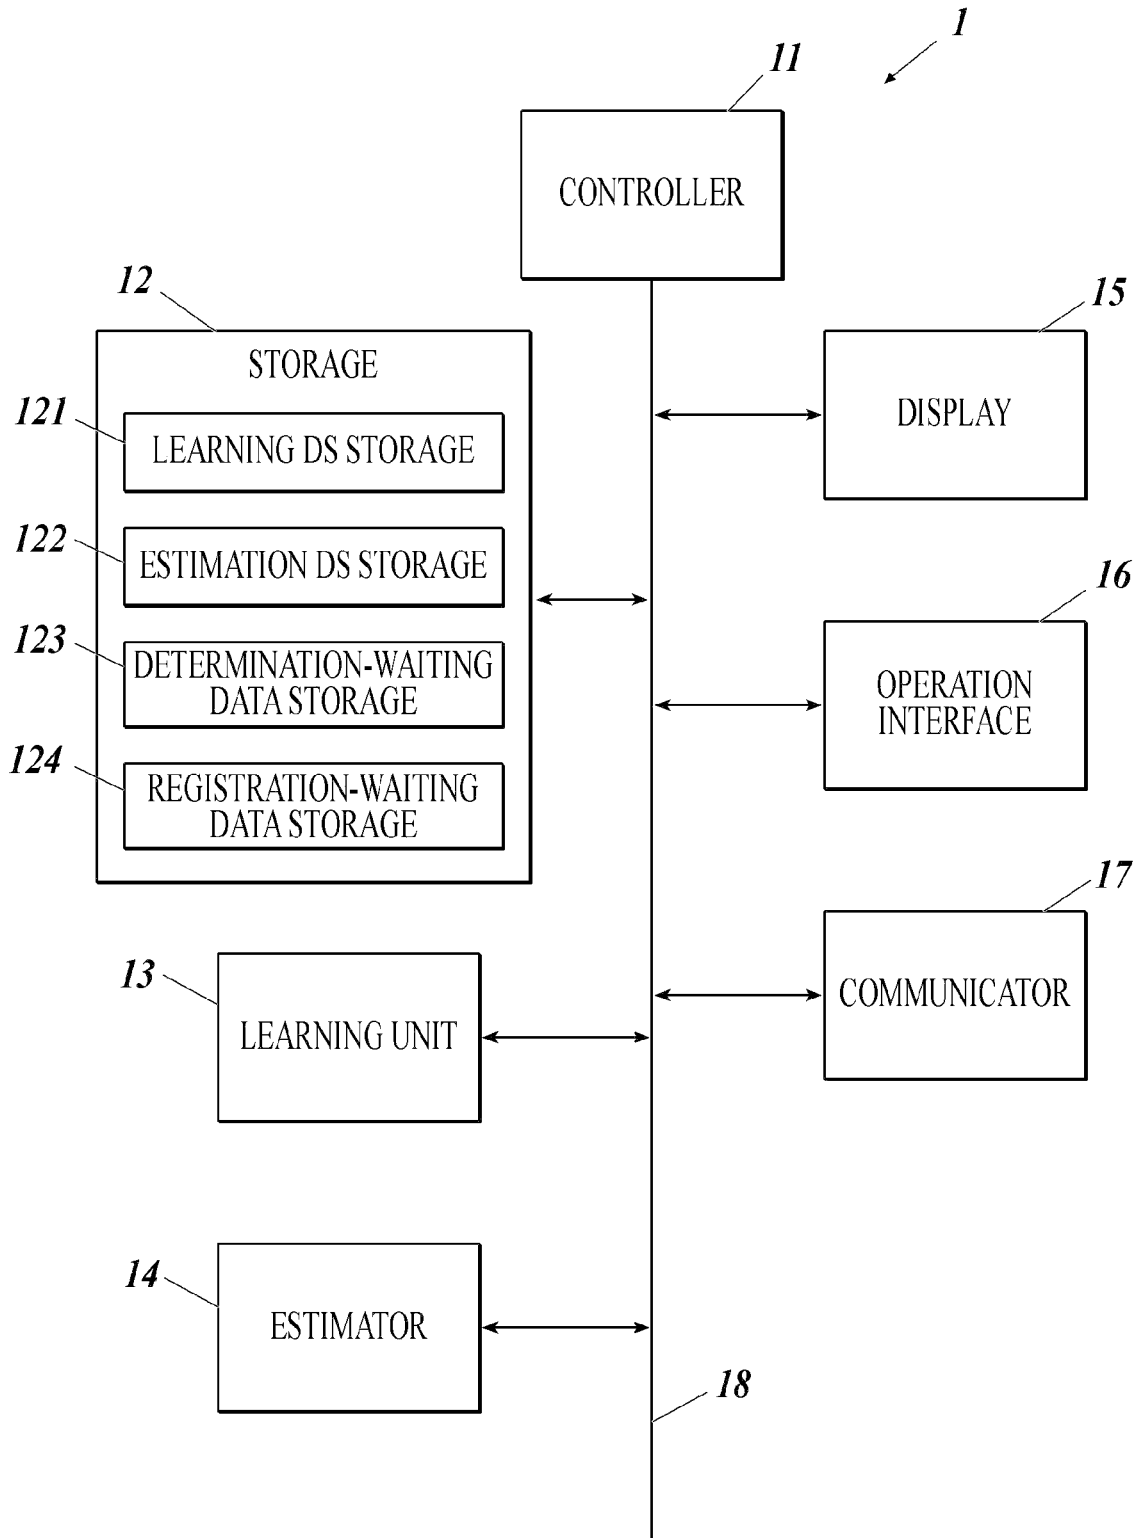 1
11
CONTROLLER
12
STORAGE
121
LEARNING DS STORAGE
122
ESTIMATION DS STORAGE
123
DETERMINATION-WAITING
DATA STORAGE
124
REGISTRATION-WAITING
DATA STORAGE
15
DISPLAY
16
OPERATION
INTERFACE
17
COMMUNICATOR
13
LEARNING UNIT
14
ESTIMATOR
18